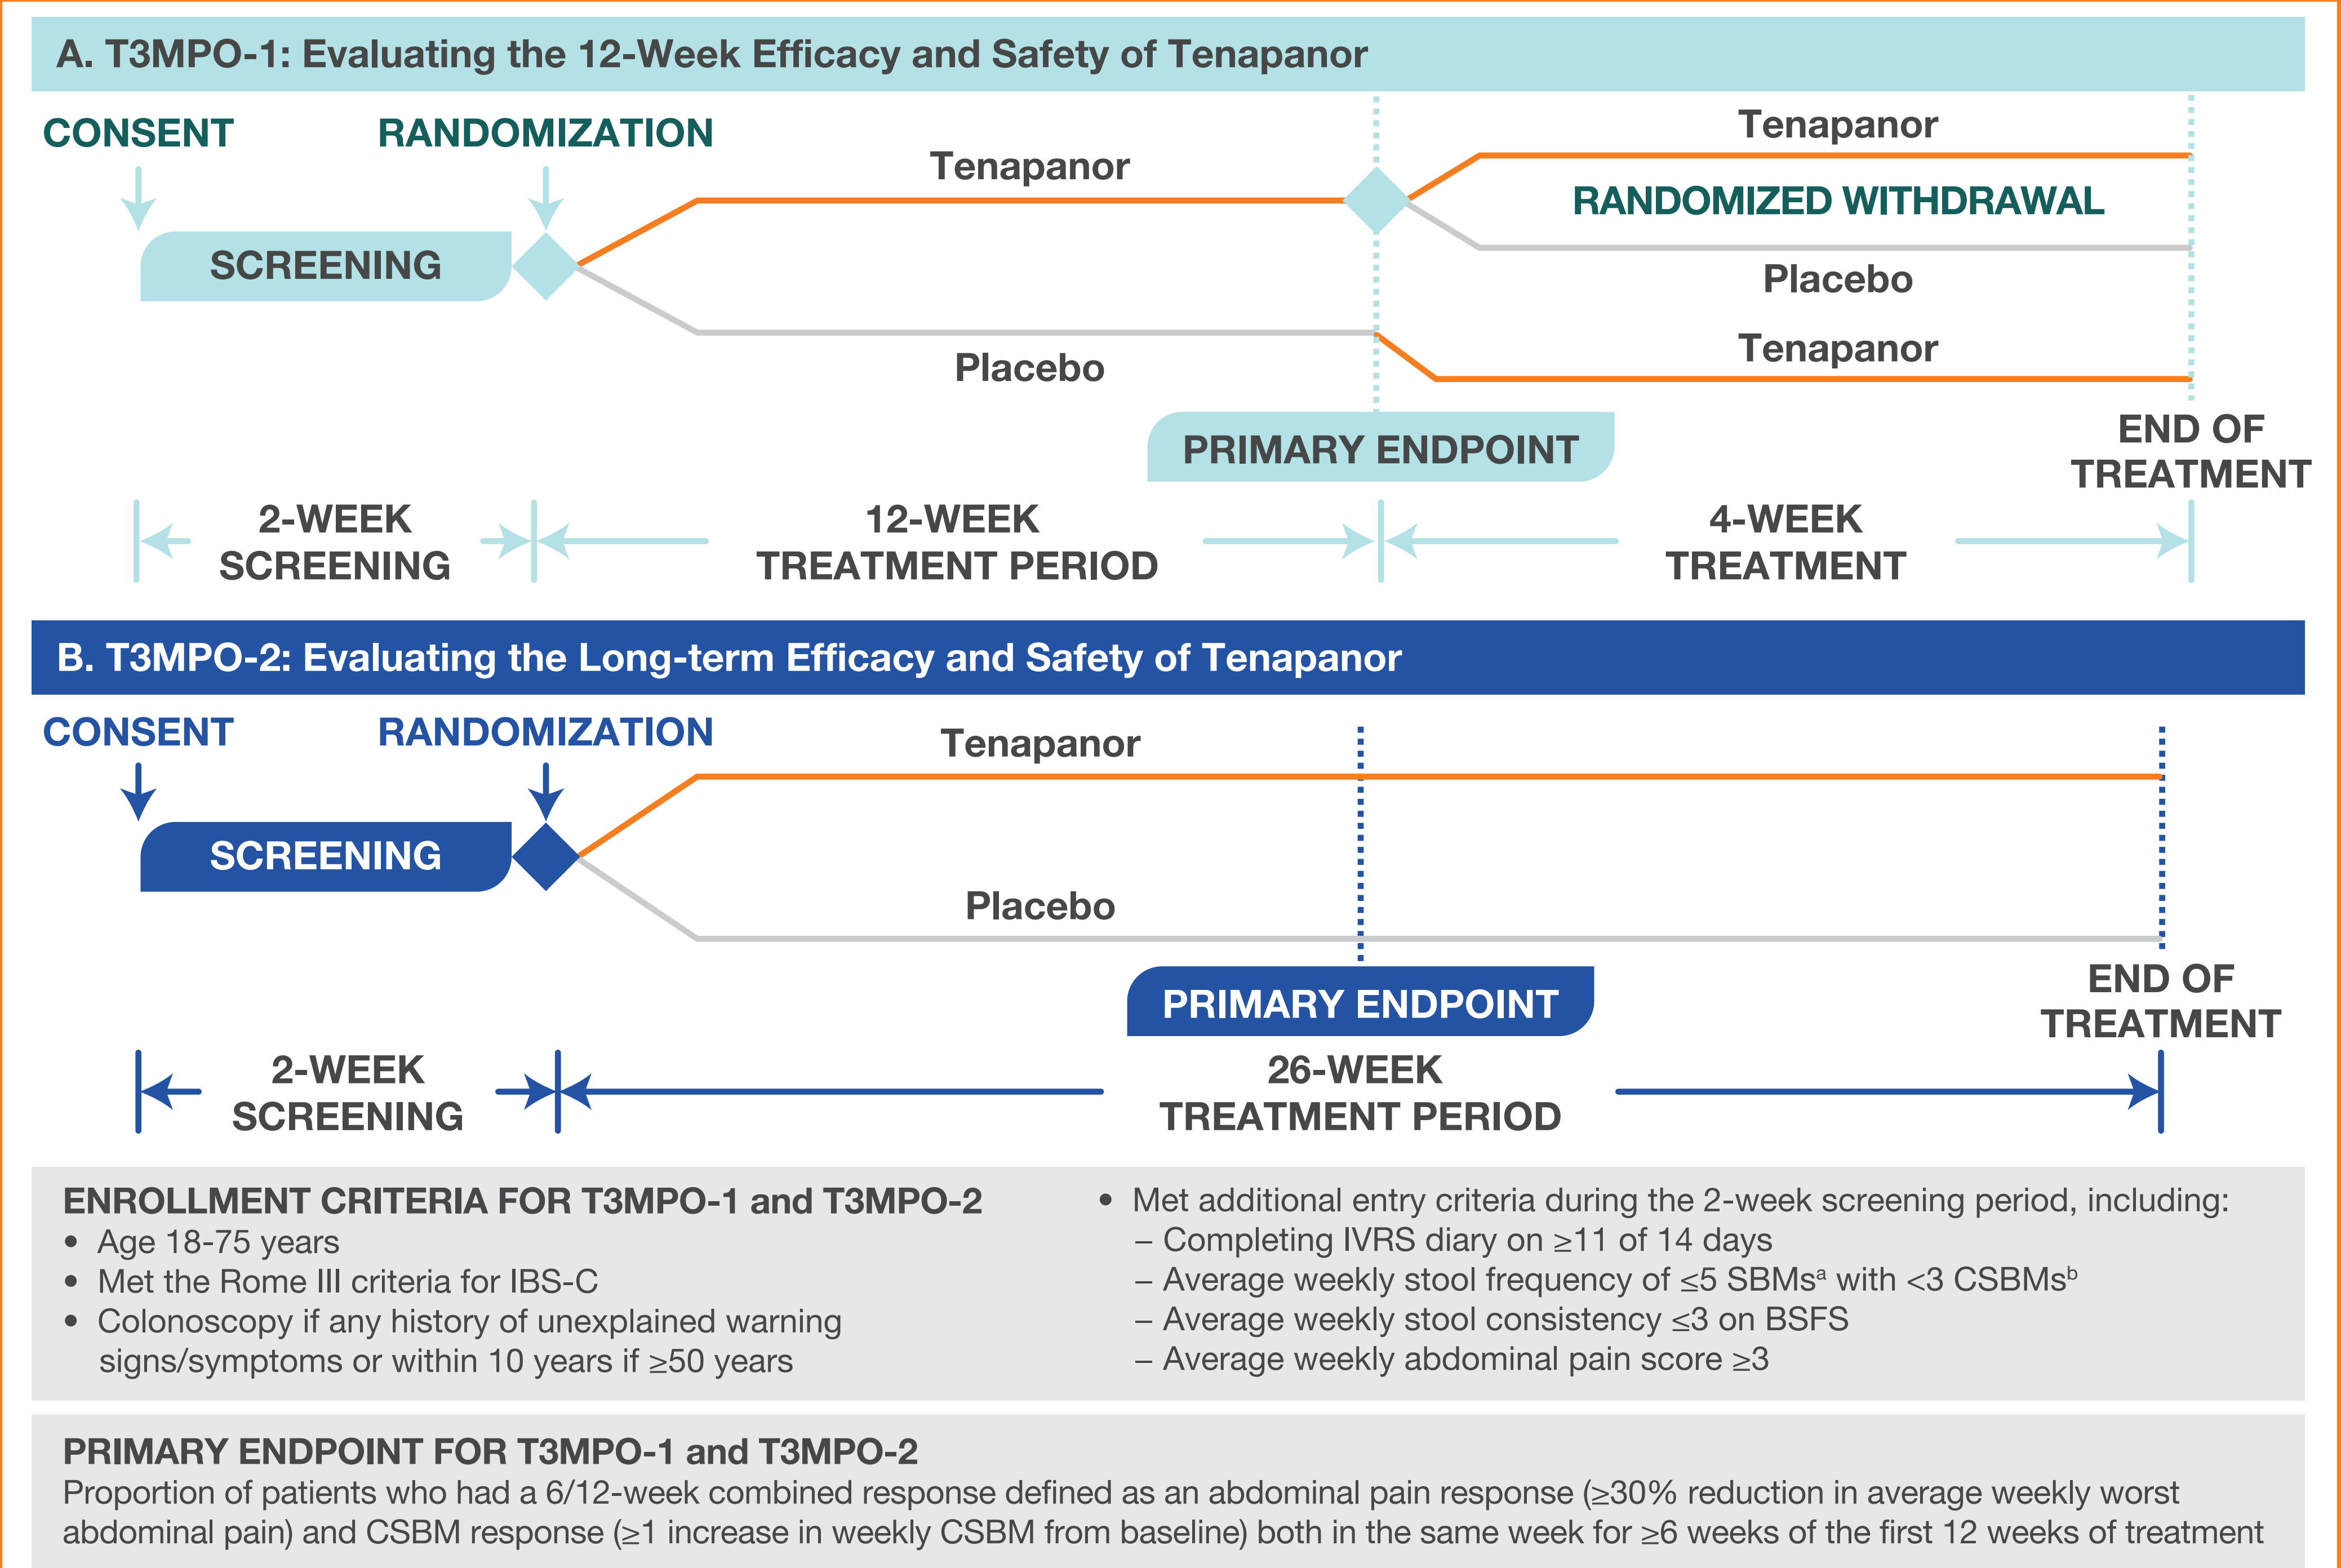 A. T3MPO-1: Evaluating the 12-Week Efficacy and Safety of Tenapanor
CONSENT
RANDOMIZATION
SCREENING
Tenapanor
Placebo
Tenapanor
RANDOMIZED WITHDRAWAL
Placebo
Tenapanor
PRIMARY ENDPOINT
END OF
TREATMENT
2-WEEK
SCREENING
12-WEEK
TREATMENT PERIOD
4-WEEK
TREATMENT
B. T3MPO-2: Evaluating the Long-term Efficacy and Safety of Tenapanor
CONSENT
RANDOMIZATION
SCREENING
Tenapanor
Placebo
PRIMARY ENDPOINT
END OF
TREATMENT
2-WEEK
SCREENING
26-WEEK
TREATMENT PERIOD
ENROLLMENT CRITERIA FOR T3MPO-1 and T3MPO-2
• Age 18-75 years
• Met the Rome III criteria for IBS-C
• Colonoscopy if any history of unexplained warning
signs/symptoms or within 10 years if ≥50 years
• Met additional entry criteria during the 2-week screening period, including:
– Completing IVRS diary on ≥11 of 14 days
– Average weekly stool frequency of ≤5 SBMsᵃ with <3 CSBMsᵇ
– Average weekly stool consistency ≤3 on BSFS
– Average weekly abdominal pain score ≥3
PRIMARY ENDPOINT FOR T3MPO-1 and T3MPO-2
Proportion of patients who had a 6/12-week combined response defined as an abdominal pain response (≥30% reduction in average weekly worst
abdominal pain) and CSBM response (≥1 increase in weekly CSBM from baseline) both in the same week for ≥6 weeks of the first 12 weeks of treatment